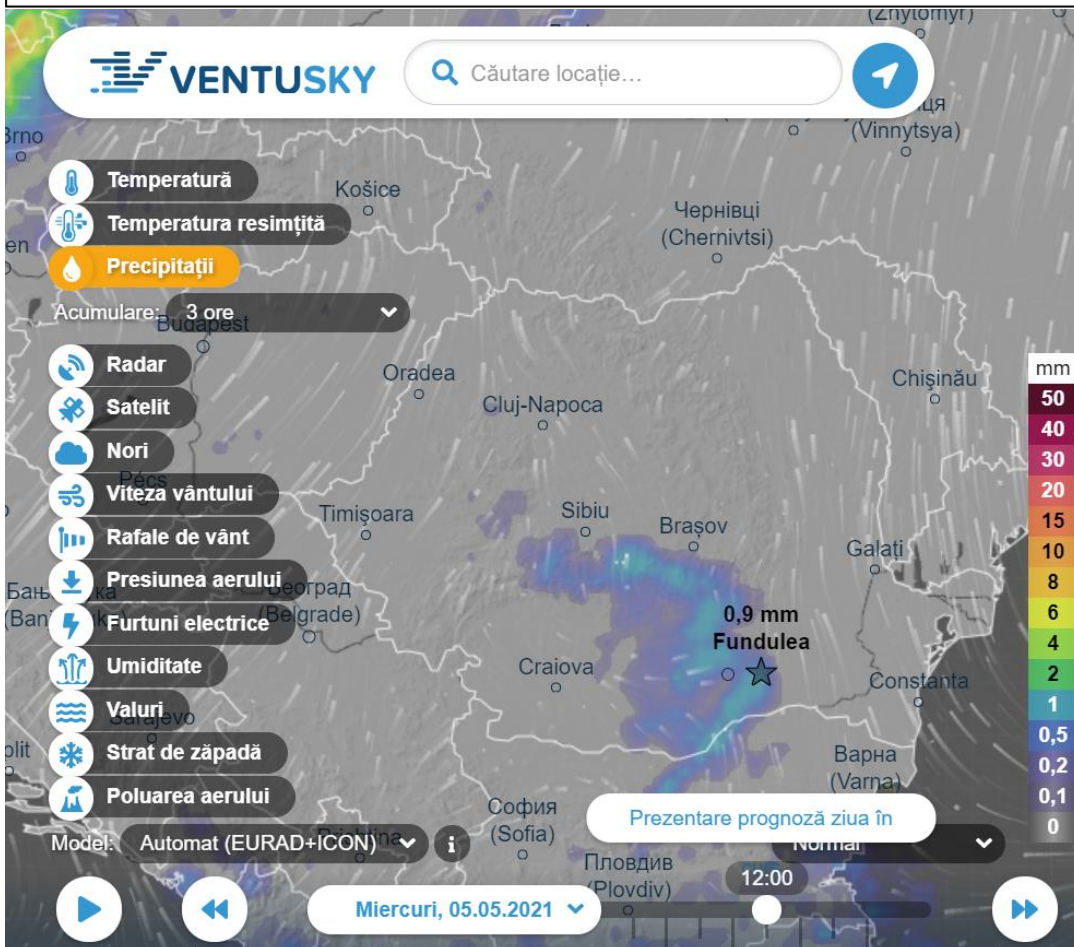 (Znytomyr)
VENTUSKY
Căutare locație...
(Vinnytsya)
Brno
Temperatură
Košice
Temperatura resimțită
Чернівці
(Chernivtsi)
Precipitații
Acumulare: 3 ore
Budapest
Radar
Oradea
Chișinău
mm
Satelit
Cluj-Napoca
50
40
Nori
30
Pécs
Viteza vântului
20
Timișoara
Sibiu
Brașov
15
Rafale de vânt
Galați
10
Presiunea aerului
8
Београд
(Belgrade)
Furtuni electrice
0,9 mm
Fundulea
6
4
Umiditate
Craiova
Constanta
2
Valuri
1
Sarajevo
0,5
Strat de zăpadă
Варна
(Varna)
0,2
Poluarea aerului
0,1
София
(Sofia)
Prezentare prognoză ziua în
0
Model: Automat (EURAD+ICON)
Prishtina
i
Normal
Пловдив
(Plovdiv)
12:00
Miercuri, 05.05.2021